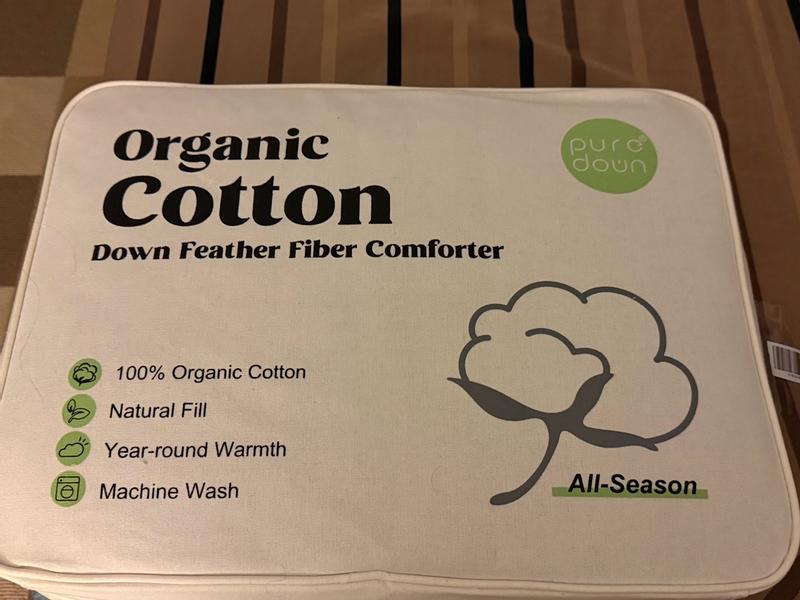 Organic
Cotton
Down Feather Fiber Comforter
pure®
down
100% Organic Cotton
Natural Fill
Year-round Warmth
Machine Wash
All-Season